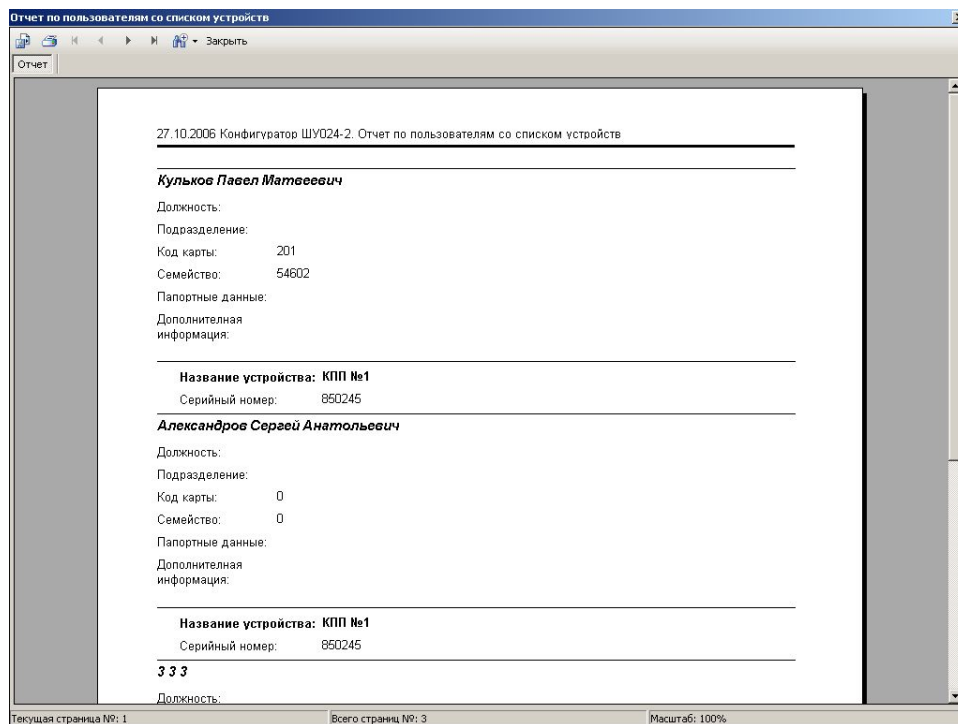 Отчет по пользователям со списком устройств
Закрыть
Отчет
27.10.2006 Конфигуратор ШУ024-2. Отчет по пользователям со списком устройств
Кульков Павел Матвеевич
Должность:
Подразделение:
Код карты: 201
Семейство: 54602
Папортные данные:
Дополнителная
информация:
Название устройства: КПП №1
Серийный номер: 850245
Александров Сергей Анатольевич
Должность:
Подразделение:
Код карты: 0
Семейство: 0
Папортные данные:
Дополнителная
информация:
Название устройства: КПП №1
Серийный номер: 850245
3 3 3
Должность:
Текущая страница №: 1 Всего страниц №: 3 Масштаб: 100%